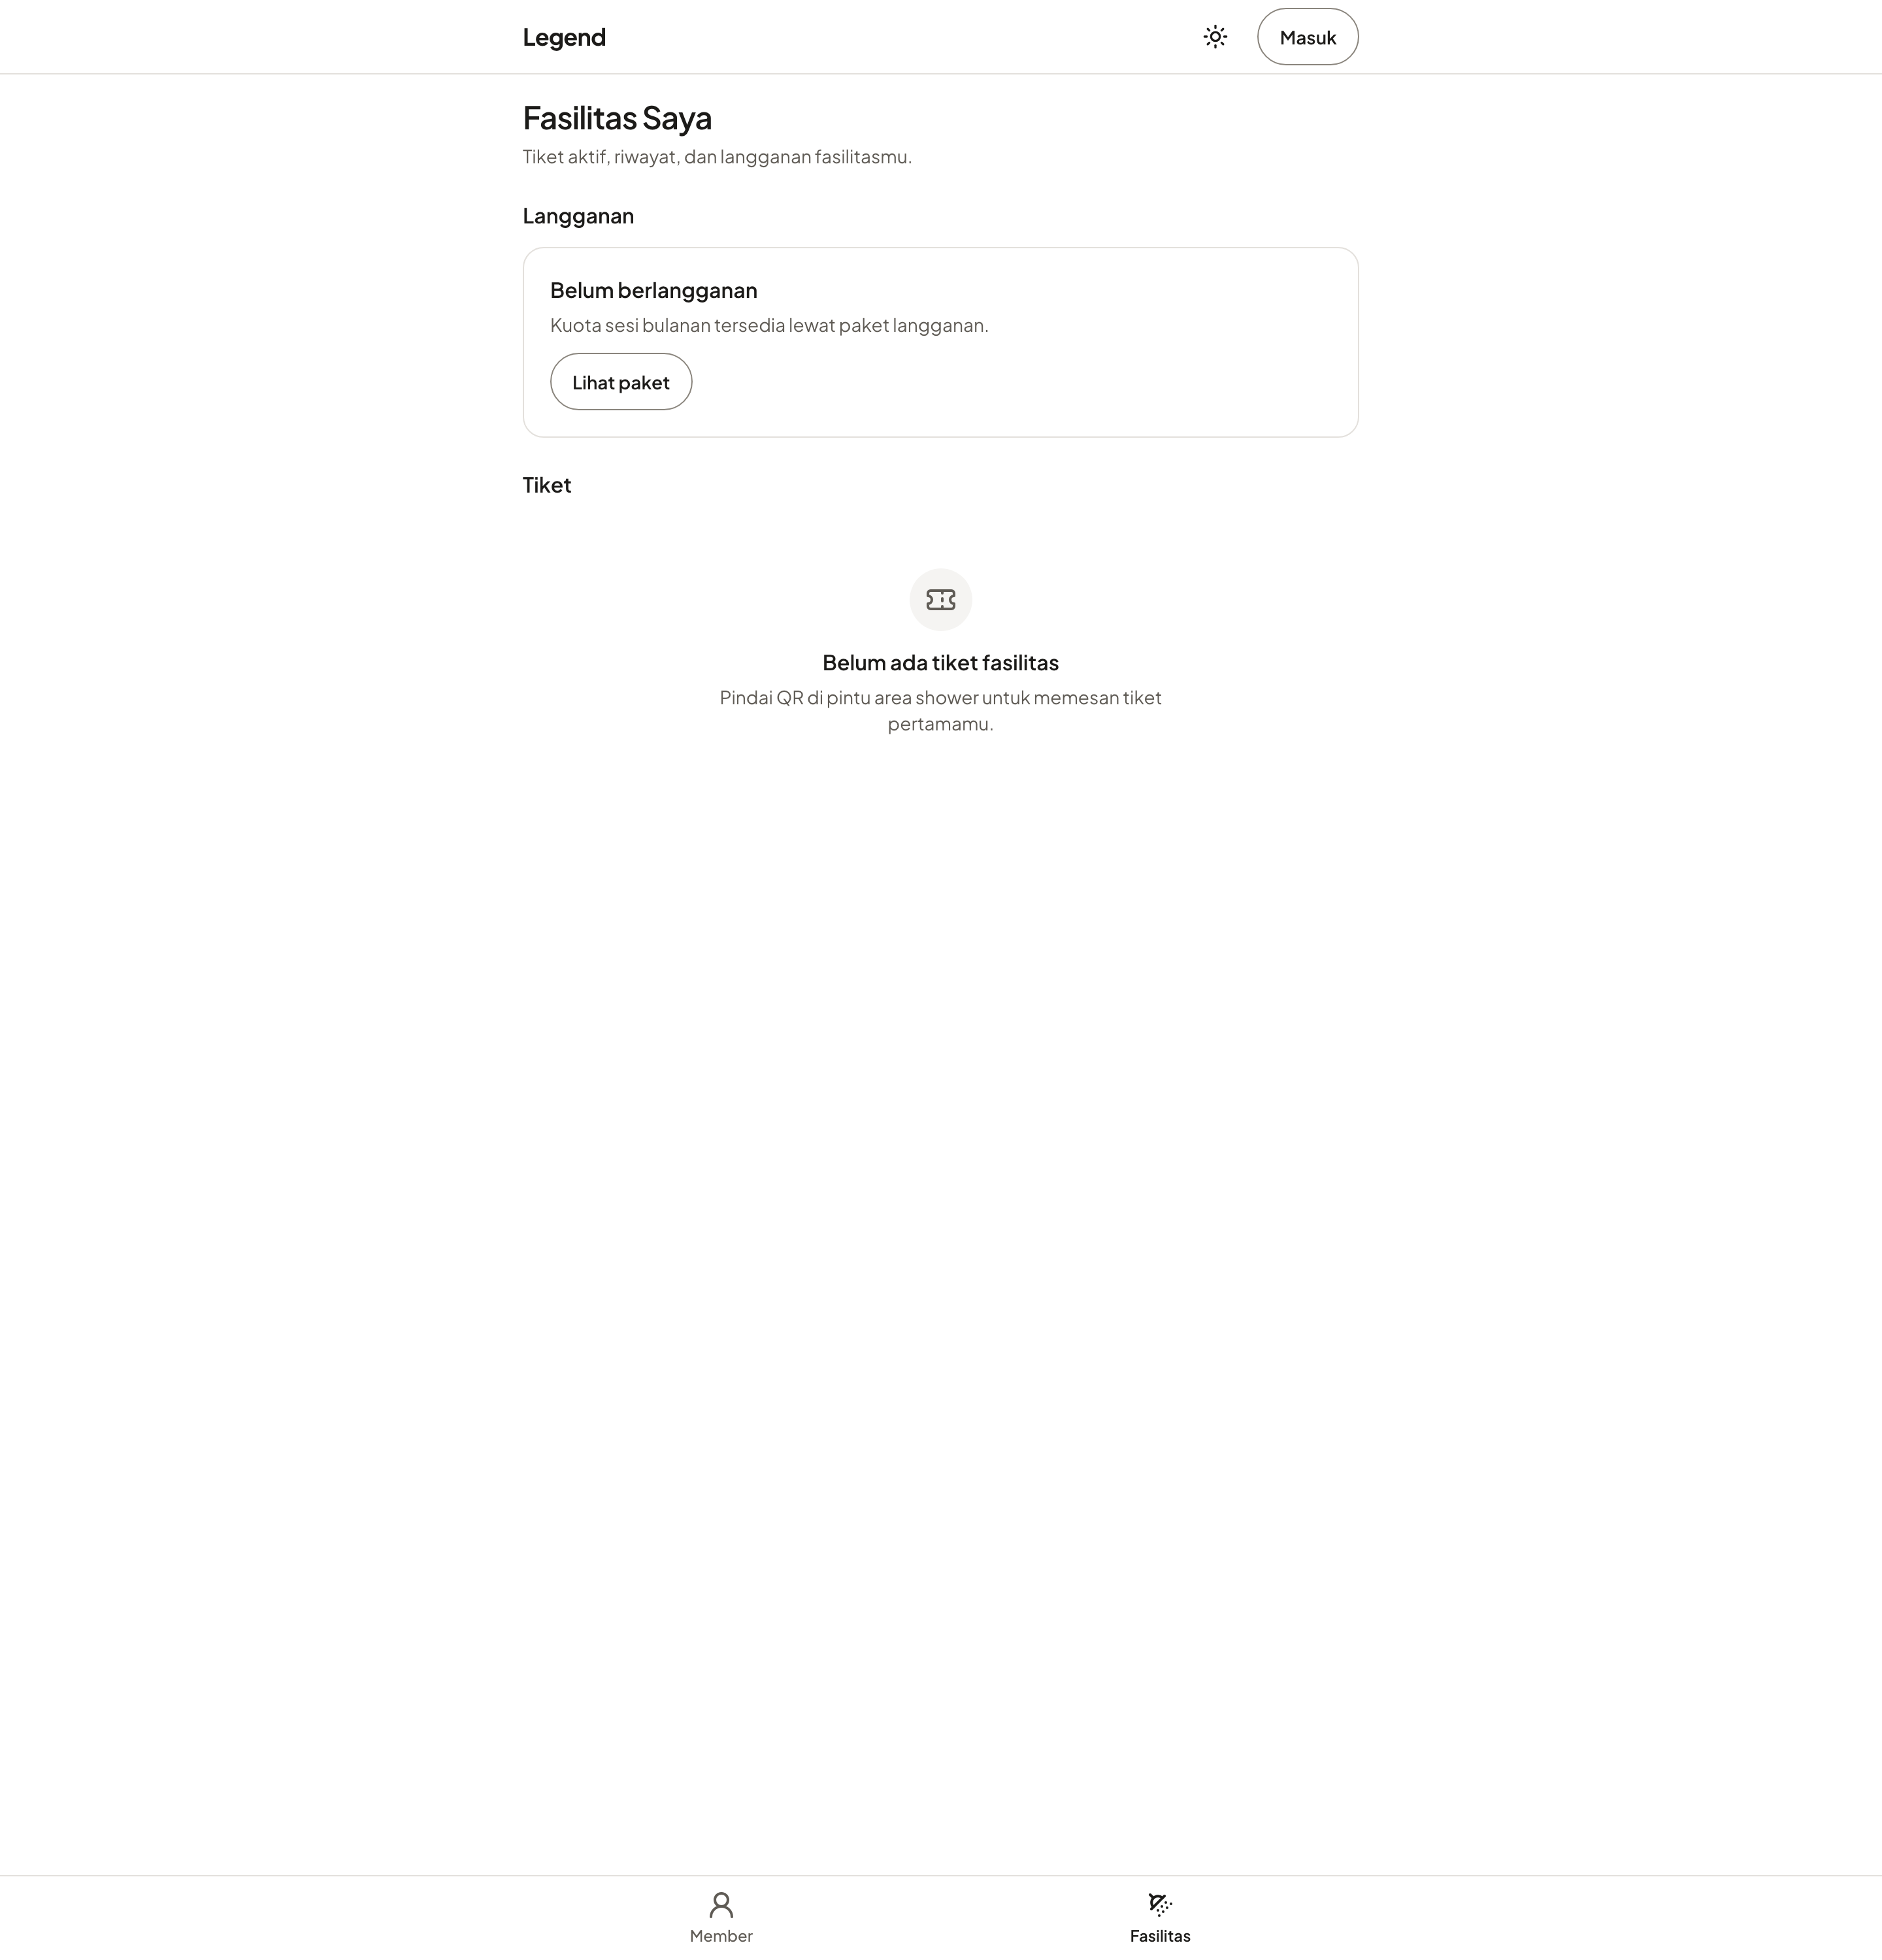 Legend
Masuk
Fasilitas Saya
Tiket aktif, riwayat, dan langganan fasilitasmu.
Langganan
Belum berlangganan
Kuota sesi bulanan tersedia lewat paket langganan.
Lihat paket
Tiket
Belum ada tiket fasilitas
Pindai QR di pintu area shower untuk memesan tiket
pertamamu.
Member
Fasilitas